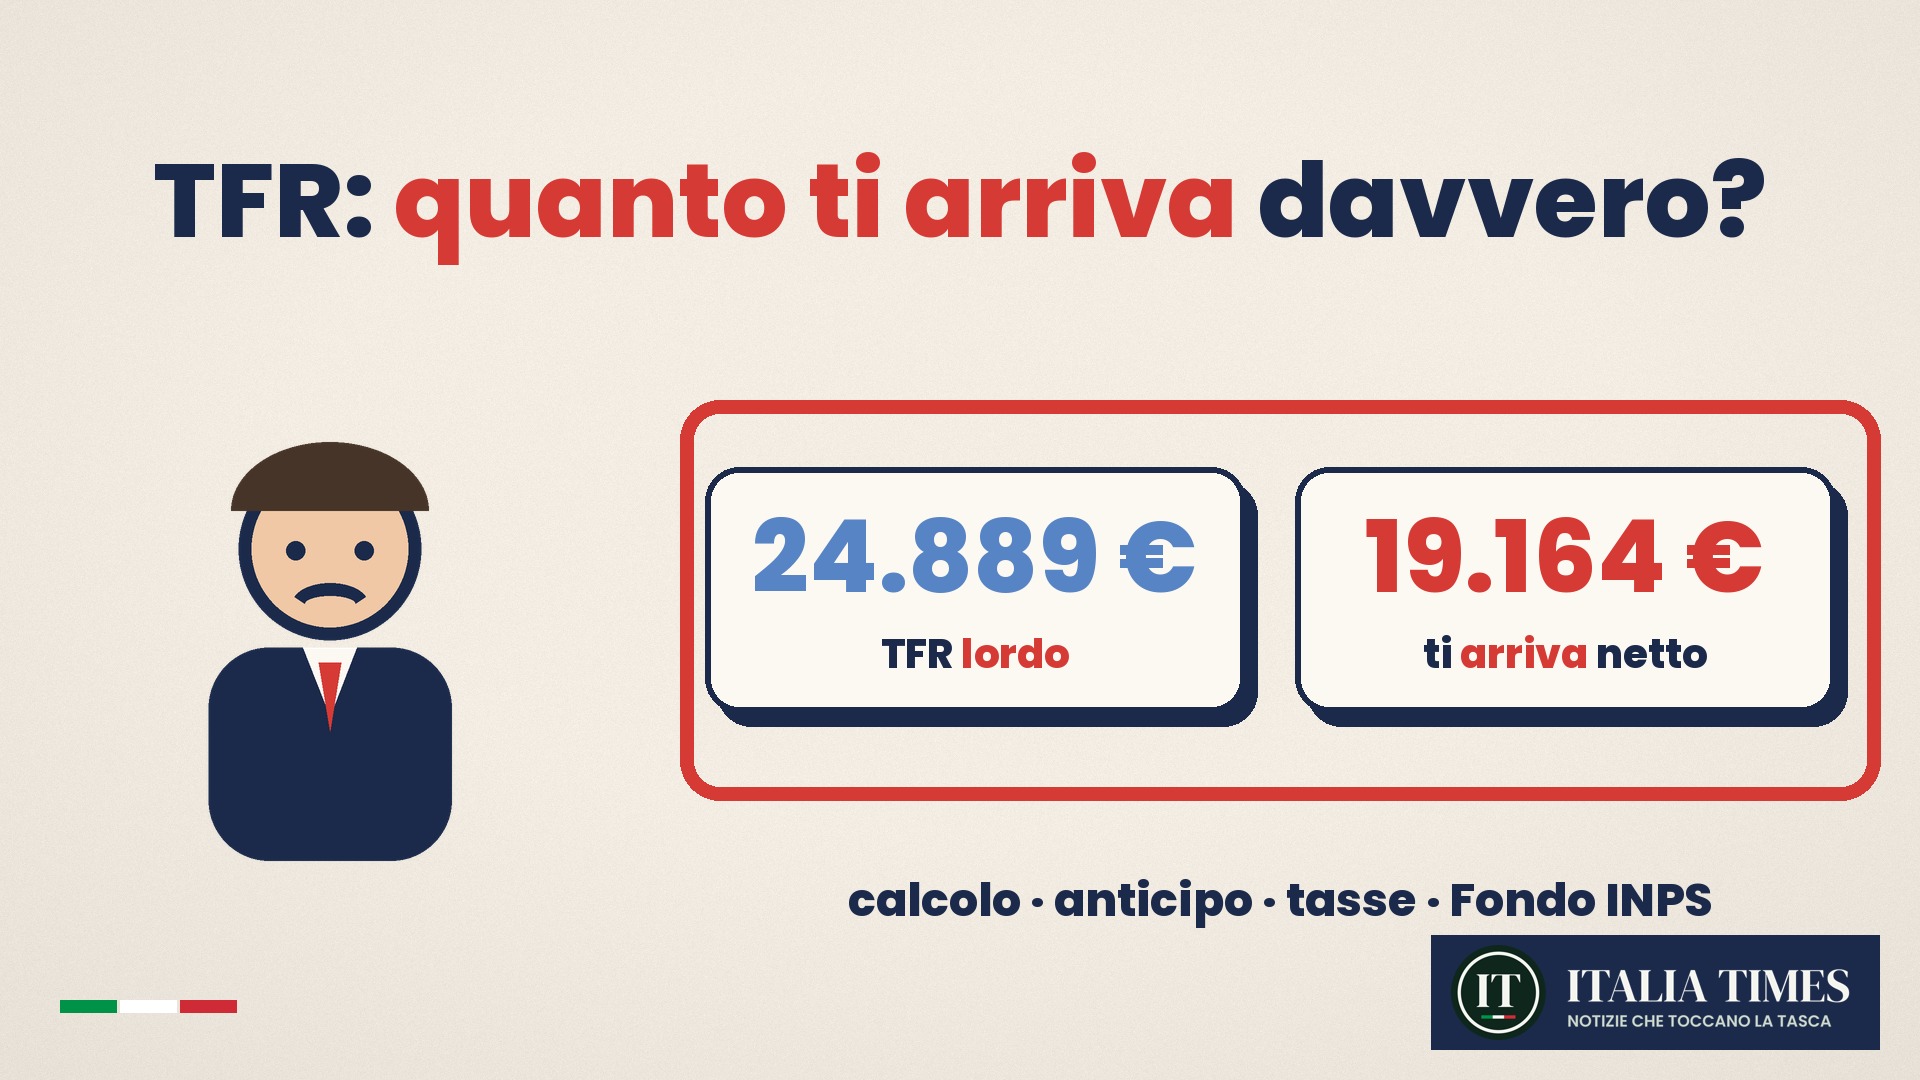 TFR: quanto ti arriva davvero?
24.889 €
TFR lordo
19.164 €
ti arriva netto
calcolo · anticipo · tasse · Fondo INPS
IT
ITALIA TIMES
NOTIZIE CHE TOCCANO LA TASCA